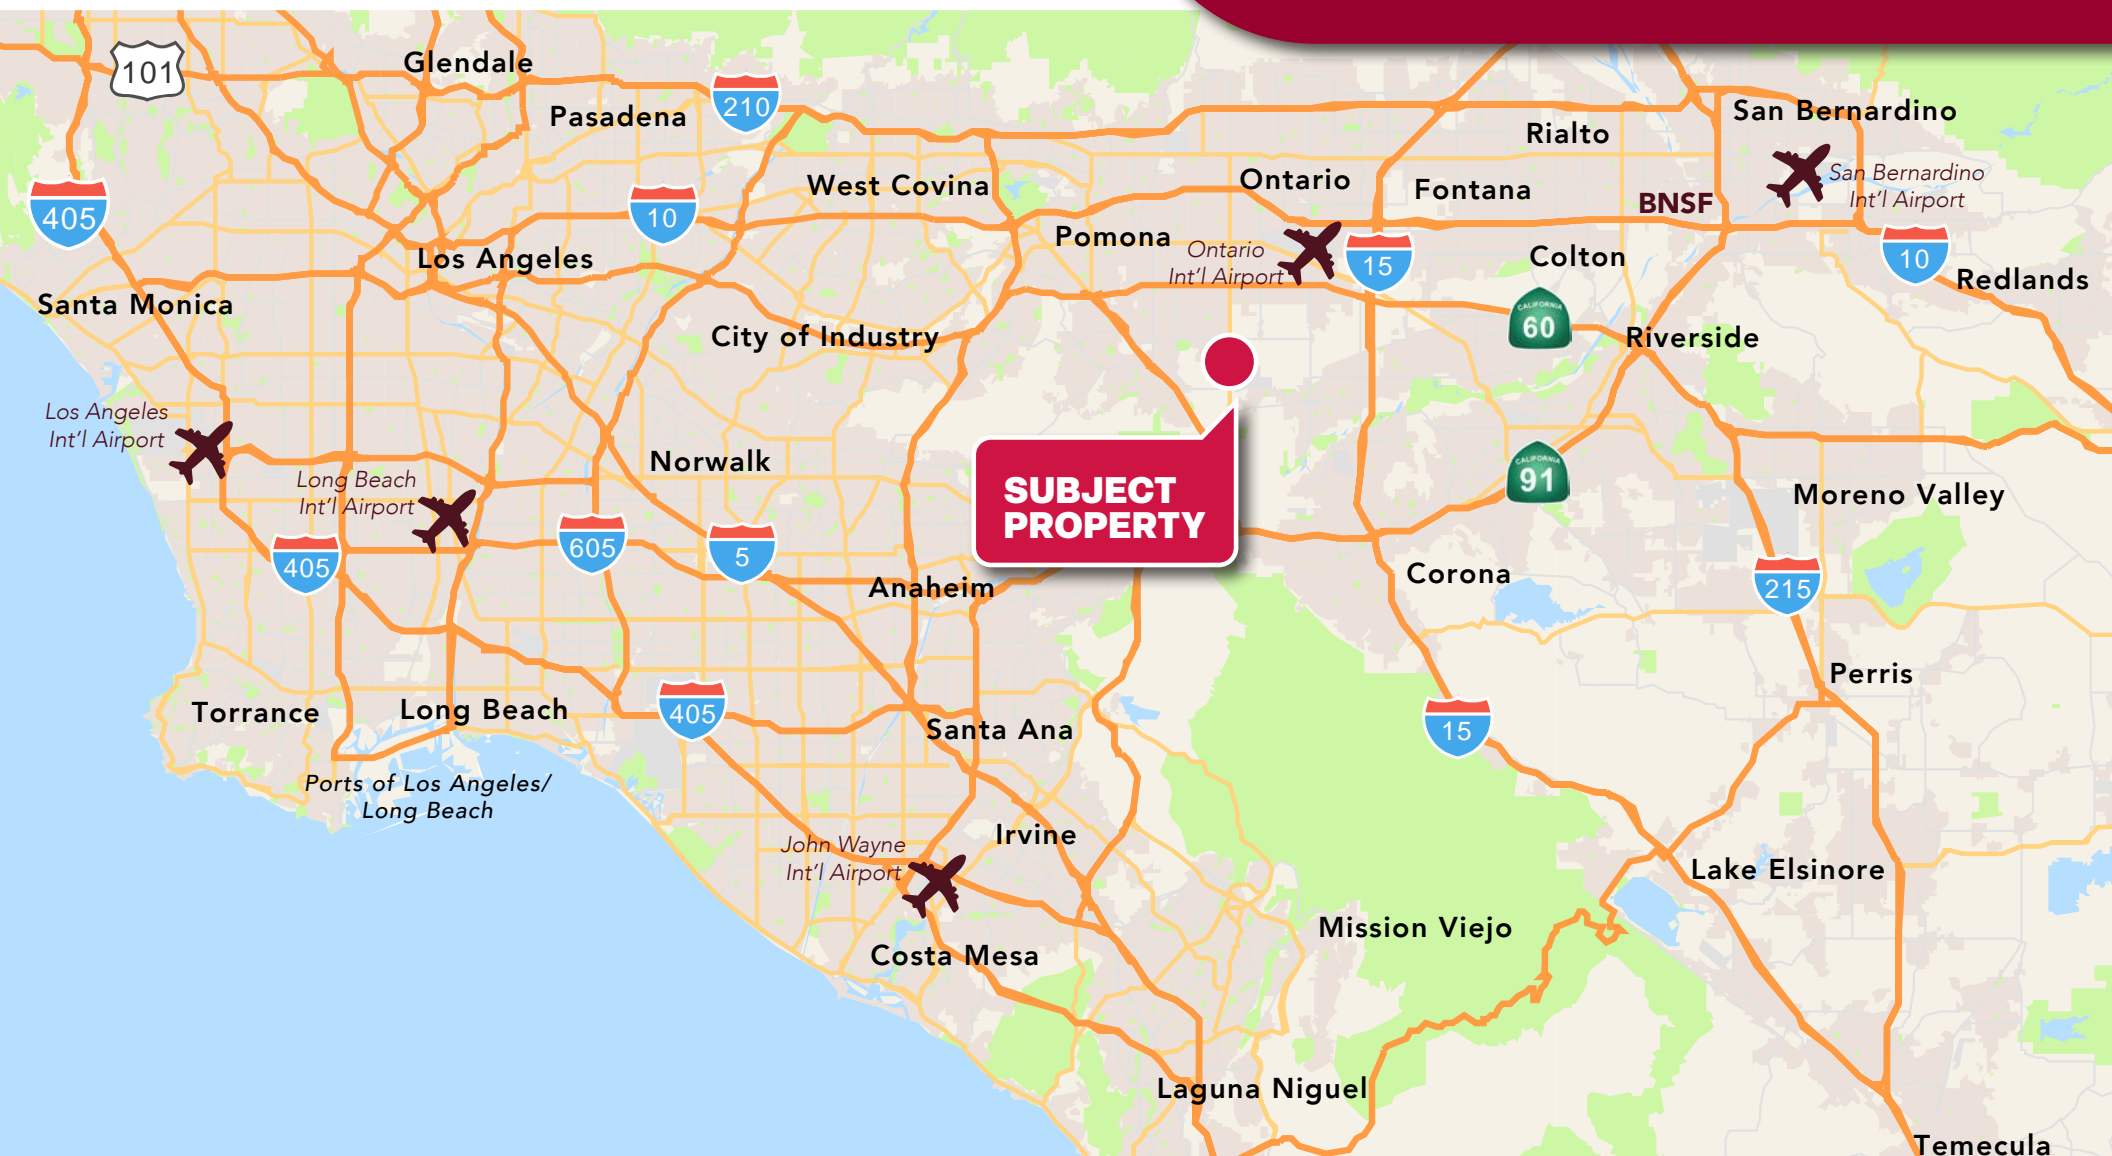 101
Glendale
Pasadena
210
San Bernardino
Rialto
405
10
West Covina
Ontario
Fontana
BNSF
San Bernardino
Int'l Airport
Los Angeles
Pomona
Ontario
Int'l Airport
15
Colton
10
Redlands
Santa Monica
City of Industry
CALIFORNIA
60
Riverside
Los Angeles
Int'l Airport
Long Beach
Int'l Airport
Norwalk
SUBJECT
PROPERTY
CALIFORNIA
91
Moreno Valley
405
605
5
Anaheim
Corona
215
Perris
Torrance
Long Beach
405
Santa Ana
15
Ports of Los Angeles/
Long Beach
John Wayne
Int'l Airport
Irvine
Lake Elsinore
Costa Mesa
Mission Viejo
Laguna Niguel
Temecula